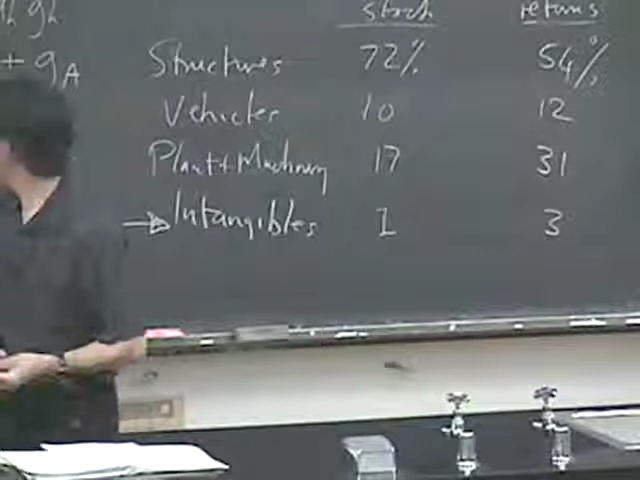 stock returns
+ g_A
Structures 72% 54%
Vehicles 10 12
Plant + Machinery 17 31
→ Intangibles 1 3